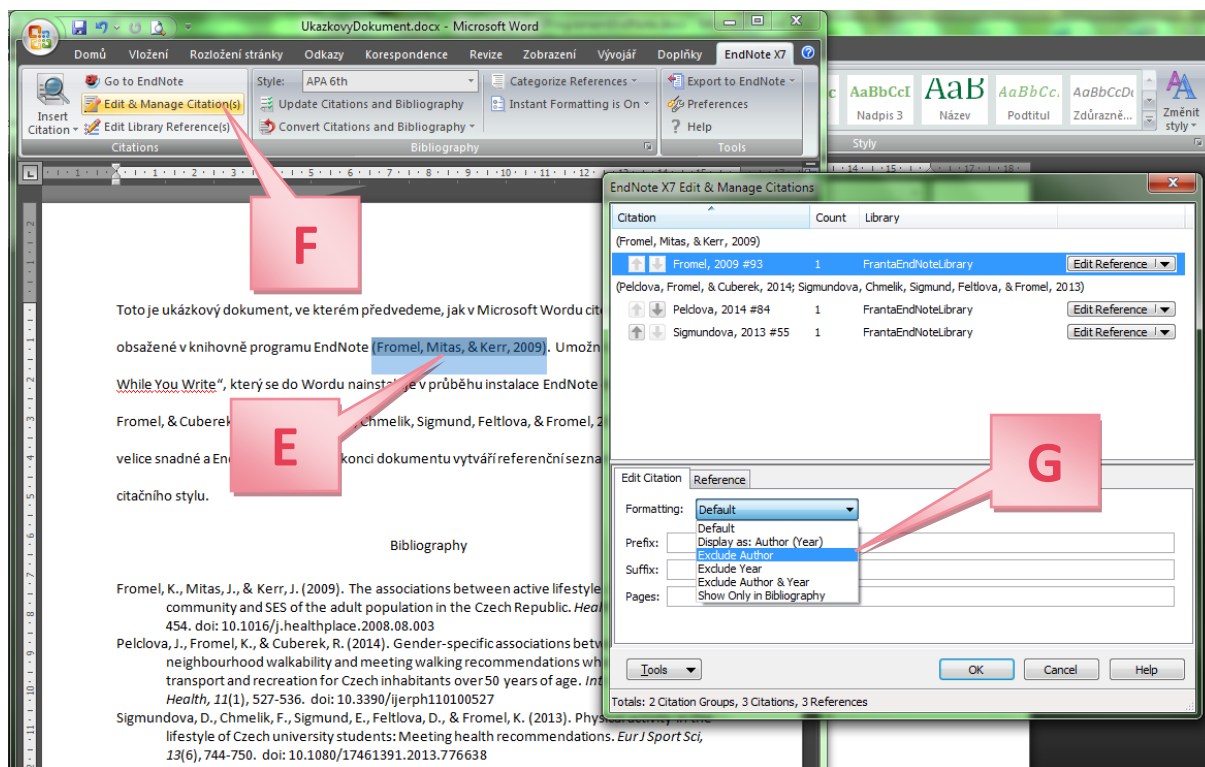 UkazkovyDokument.docx - Microsoft Word
Domů Vložení Rozložení stránky Odkazy Korespondence Revize Zobrazení Vývojář Doplňky EndNote X7
Insert Citation
Go to EndNote
Edit & Manage Citation(s)
Edit Library Reference(s)
Citations
Style: APA 6th
Update Citations and Bibliography
Convert Citations and Bibliography
Categorize References
Instant Formatting is On
Bibliography
Export to EndNote
Preferences
? Help
Tools
AaBbCcI AaB AaBbCc. AaBbCcDc
Nadpis 3 Název Podtitul Zdůrazně...
Změnit styly
Styly
F
Toto je ukázkový dokument, ve kterém předvedeme, jak v Microsoft Wordu
obsažené v knihovně programu EndNote (Fromel, Mitas, & Kerr, 2009). Umožn
While You Write“, který se do Wordu v průběhu instalace EndNote
Fromel, & Cuberek Chmelik, Sigmund, Feltlova, & Fromel, 2
velice snadné a konci dokumentu vytváří referenční
citačního stylu.
E
Bibliography
Fromel, K., Mitas, J., & Kerr, J. (2009). The associations between active lifestyle
community and SES of the adult population in the Czech Republic.
454. doi: 10.1016/j.healthplace.2008.08.003
Pelclova, J., Fromel, K., & Cuberek, R. (2014). Gender-specific associations
neighbourhood walkability and meeting walking recommendations
transport and recreation for Czech inhabitants over 50 years of age.
Health, 11(1), 527-536. doi: 10.3390/ijerph110100527
Sigmundova, D., Chmelik, F., Sigmund, E., Feltlova, D., & Fromel, K. (2013).
lifestyle of Czech university students: Meeting health recommendations. Eur J Sport Sci,
13(6), 744-750. doi: 10.1080/17461391.2013.776638
EndNote X7 Edit & Manage Citations
Citation Count Library
(Fromel, Mitas, & Kerr, 2009)
Fromel, 2009 #93 1 FrantaEndNoteLibrary Edit Reference
(Peldova, Fromel, & Cuberek, 2014; Sigmundova, Chmelik, Sigmund, Feltlova, & Fromel, 2013)
Peldova, 2014 #84 1 FrantaEndNoteLibrary Edit Reference
Sigmundova, 2013 #55 1 FrantaEndNoteLibrary Edit Reference
G
Edit Citation Reference
Formatting: Default
Default
Display as: Author (Year)
Exclude Author
Exclude Year
Exclude Author & Year
Show Only in Bibliography
Prefix:
Suffix:
Pages:
Tools OK Cancel Help
Totals: 2 Citation Groups, 3 Citations, 3 References